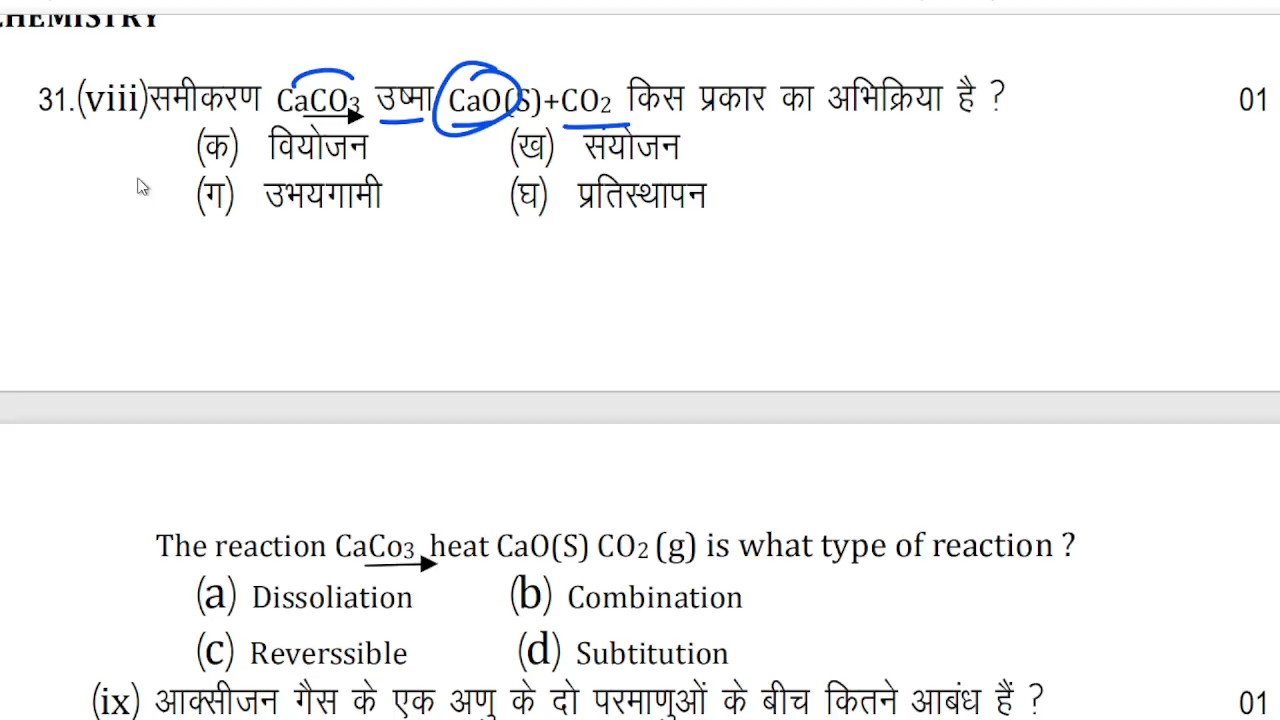 CHEMISTRY
31.(viii)समीकरण CaCO3 उष्मा CaO(S)+CO2 किस प्रकार का अभिक्रिया है ? 01
(क) वियोजन (ख) संयोजन
(ग) उभयगामी (घ) प्रतिस्थापन
The reaction CaCo3 heat CaO(S) CO2 (g) is what type of reaction ?
(a) Dissoliation (b) Combination
(c) Reverssible (d) Subtitution
(ix) आक्सीजन गैस के एक अणु के दो परमाणुओं के बीच कितने आबंध हैं ? 01